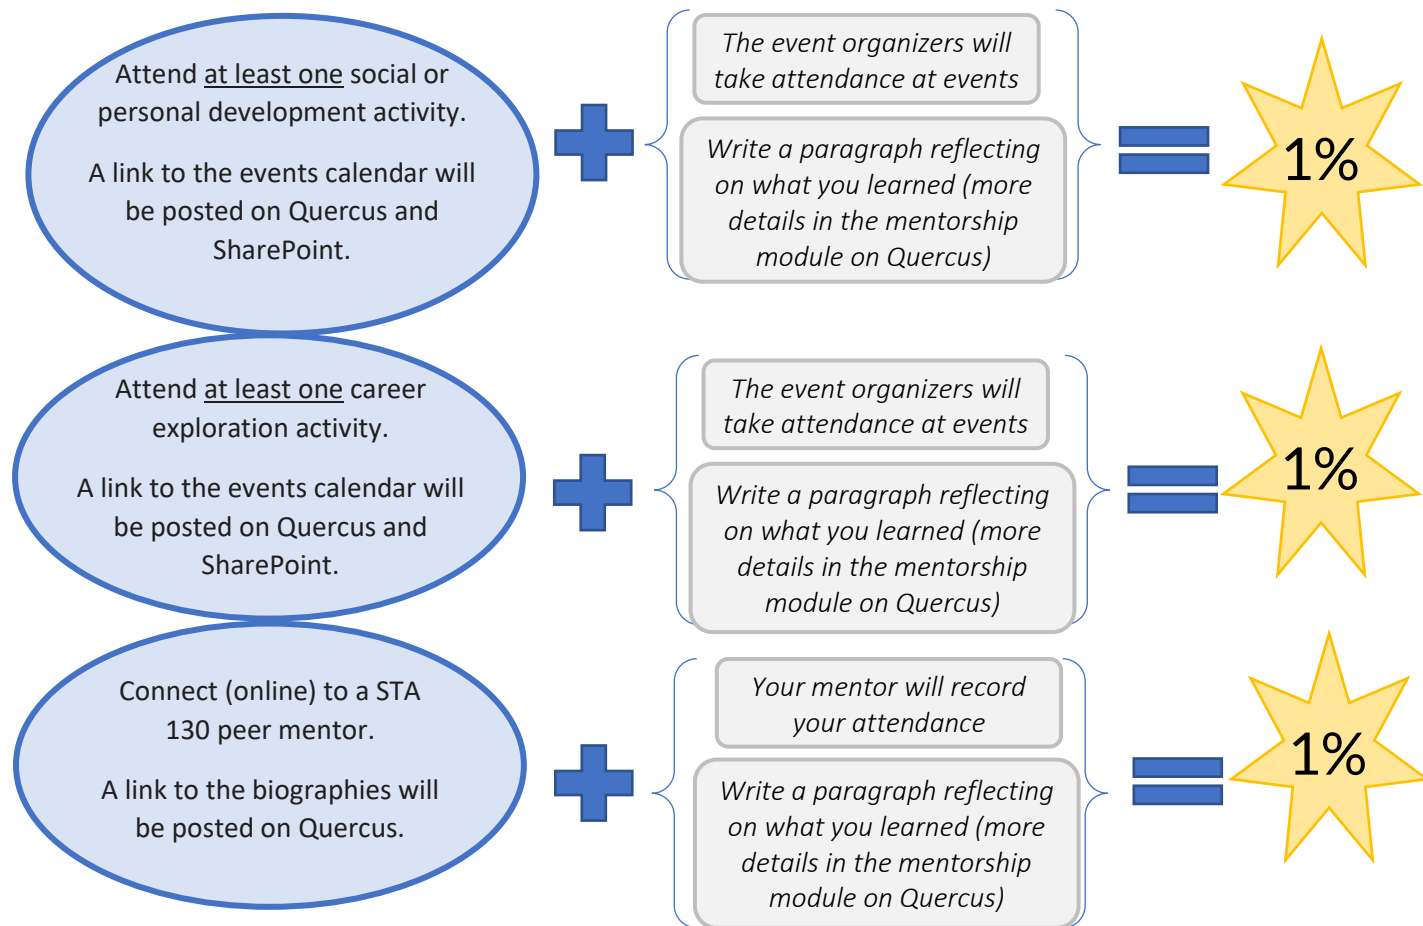 Attend at least one social or
personal development activity.
A link to the events calendar will
be posted on Quercus and
SharePoint.
The event organizers will
take attendance at events
Write a paragraph reflecting
on what you learned (more
details in the mentorship
module on Quercus)
1%
Attend at least one career
exploration activity.
A link to the events calendar will
be posted on Quercus and
SharePoint.
The event organizers will
take attendance at events
Write a paragraph reflecting
on what you learned (more
details in the mentorship
module on Quercus)
1%
Connect (online) to a STA
130 peer mentor.
A link to the biographies will
be posted on Quercus.
Your mentor will record
your attendance
Write a paragraph reflecting
on what you learned (more
details in the mentorship
module on Quercus)
1%